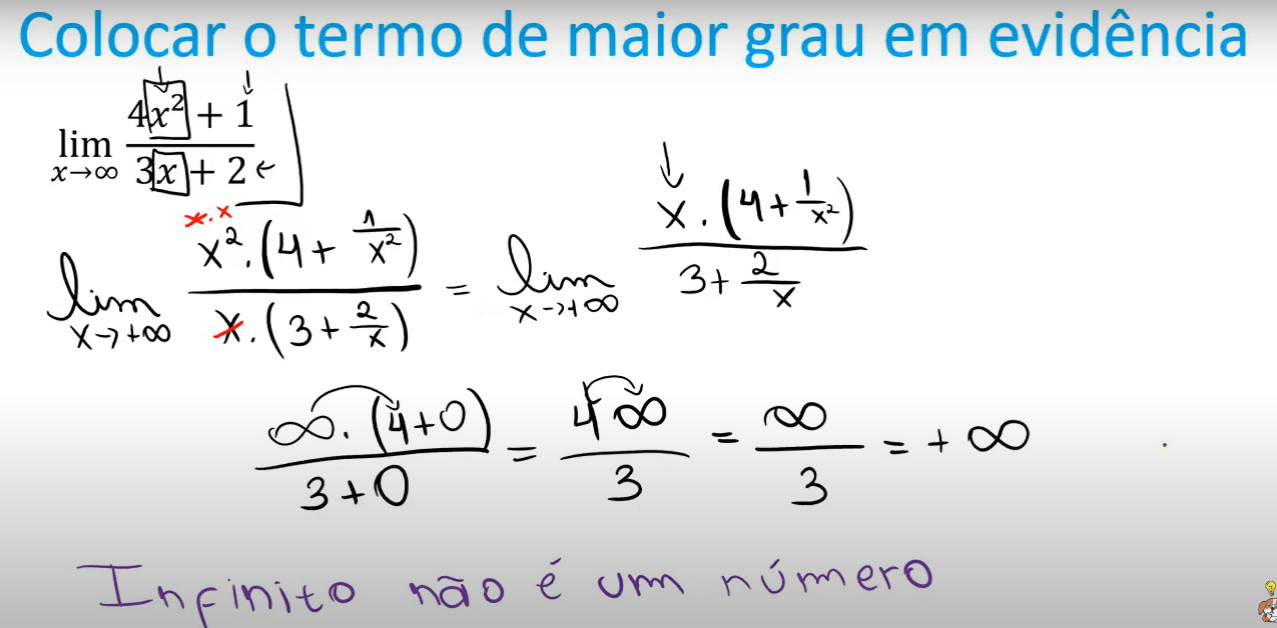 Colocar o termo de maior grau em evidência
lim x→∞ (4x² + 1)/(3x + 2) ←
x·x
lim x→+∞ (x²·(4 + 1/x²))/(x·(3 + 2/x)) = lim x→+∞ (x·(4 + 1/x²))/(3 + 2/x)
(∞·(4+0))/(3+0) = 4∞/3 = ∞/3 = +∞
Infinito não é um número